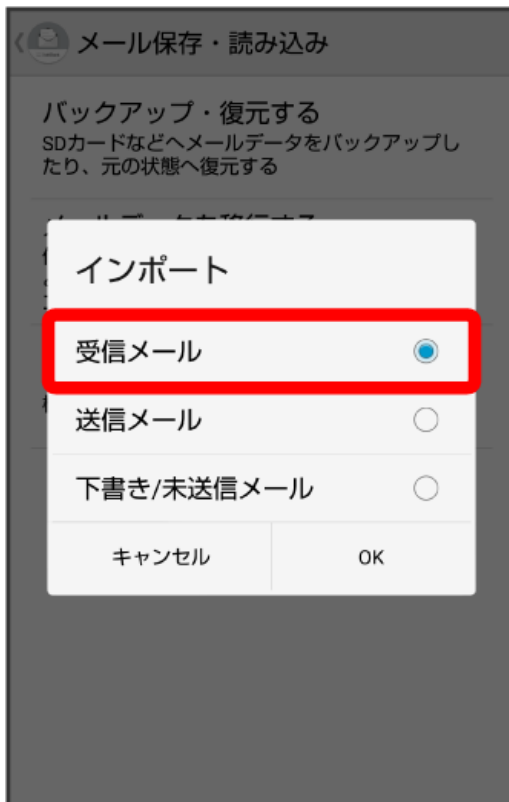 メール保存・読み込み
バックアップ・復元する
SDカードなどへメールデータをバックアップし
たり、元の状態へ復元する
インポート
受信メール
送信メール
下書き/未送信メール
キャンセル
OK